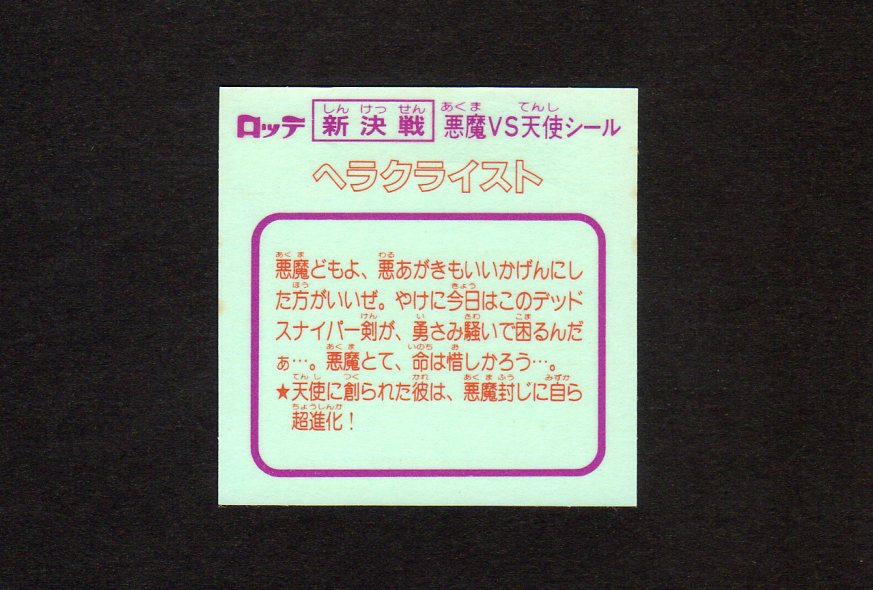 ロッテ 新決戦 悪魔VS天使シール
ヘラクライスト
悪魔どもよ、悪あがきもいいかげんにし
た方がいいぜ。やけに今日はこのデッド
スナイパー剣が、勇さみ騒いで困るんだ
ぁ…。悪魔とて、命は惜しかろう…。
★天使に創られた彼は、悪魔封じに自ら
超進化！